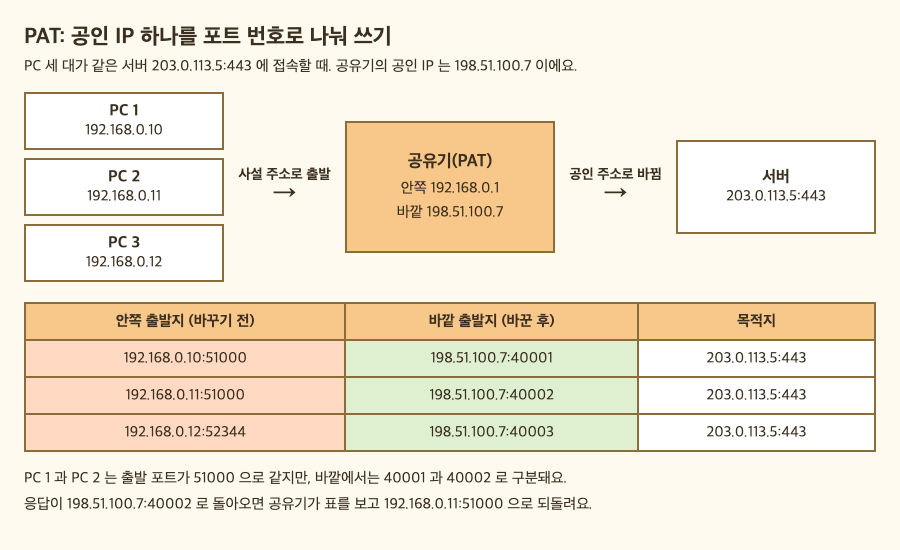 PAT: 공인 IP 하나를 포트 번호로 나눠 쓰기
PC 세 대가 같은 서버 203.0.113.5:443 에 접속할 때. 공유기의 공인 IP 는 198.51.100.7 이에요.
PC 1
192.168.0.10
PC 2
192.168.0.11
PC 3
192.168.0.12
사설 주소로 출발
→
공유기(PAT)
안쪽 192.168.0.1
바깥 198.51.100.7
공인 주소로 바뀜
→
서버
203.0.113.5:443
안쪽 출발지 (바꾸기 전) 바깥 출발지 (바꾼 후) 목적지
192.168.0.10:51000 198.51.100.7:40001 203.0.113.5:443
192.168.0.11:51000 198.51.100.7:40002 203.0.113.5:443
192.168.0.12:52344 198.51.100.7:40003 203.0.113.5:443
PC 1 과 PC 2 는 출발 포트가 51000 으로 같지만, 바깥에서는 40001 과 40002 로 구분돼요.
응답이 198.51.100.7:40002 로 돌아오면 공유기가 표를 보고 192.168.0.11:51000 으로 되돌려요.